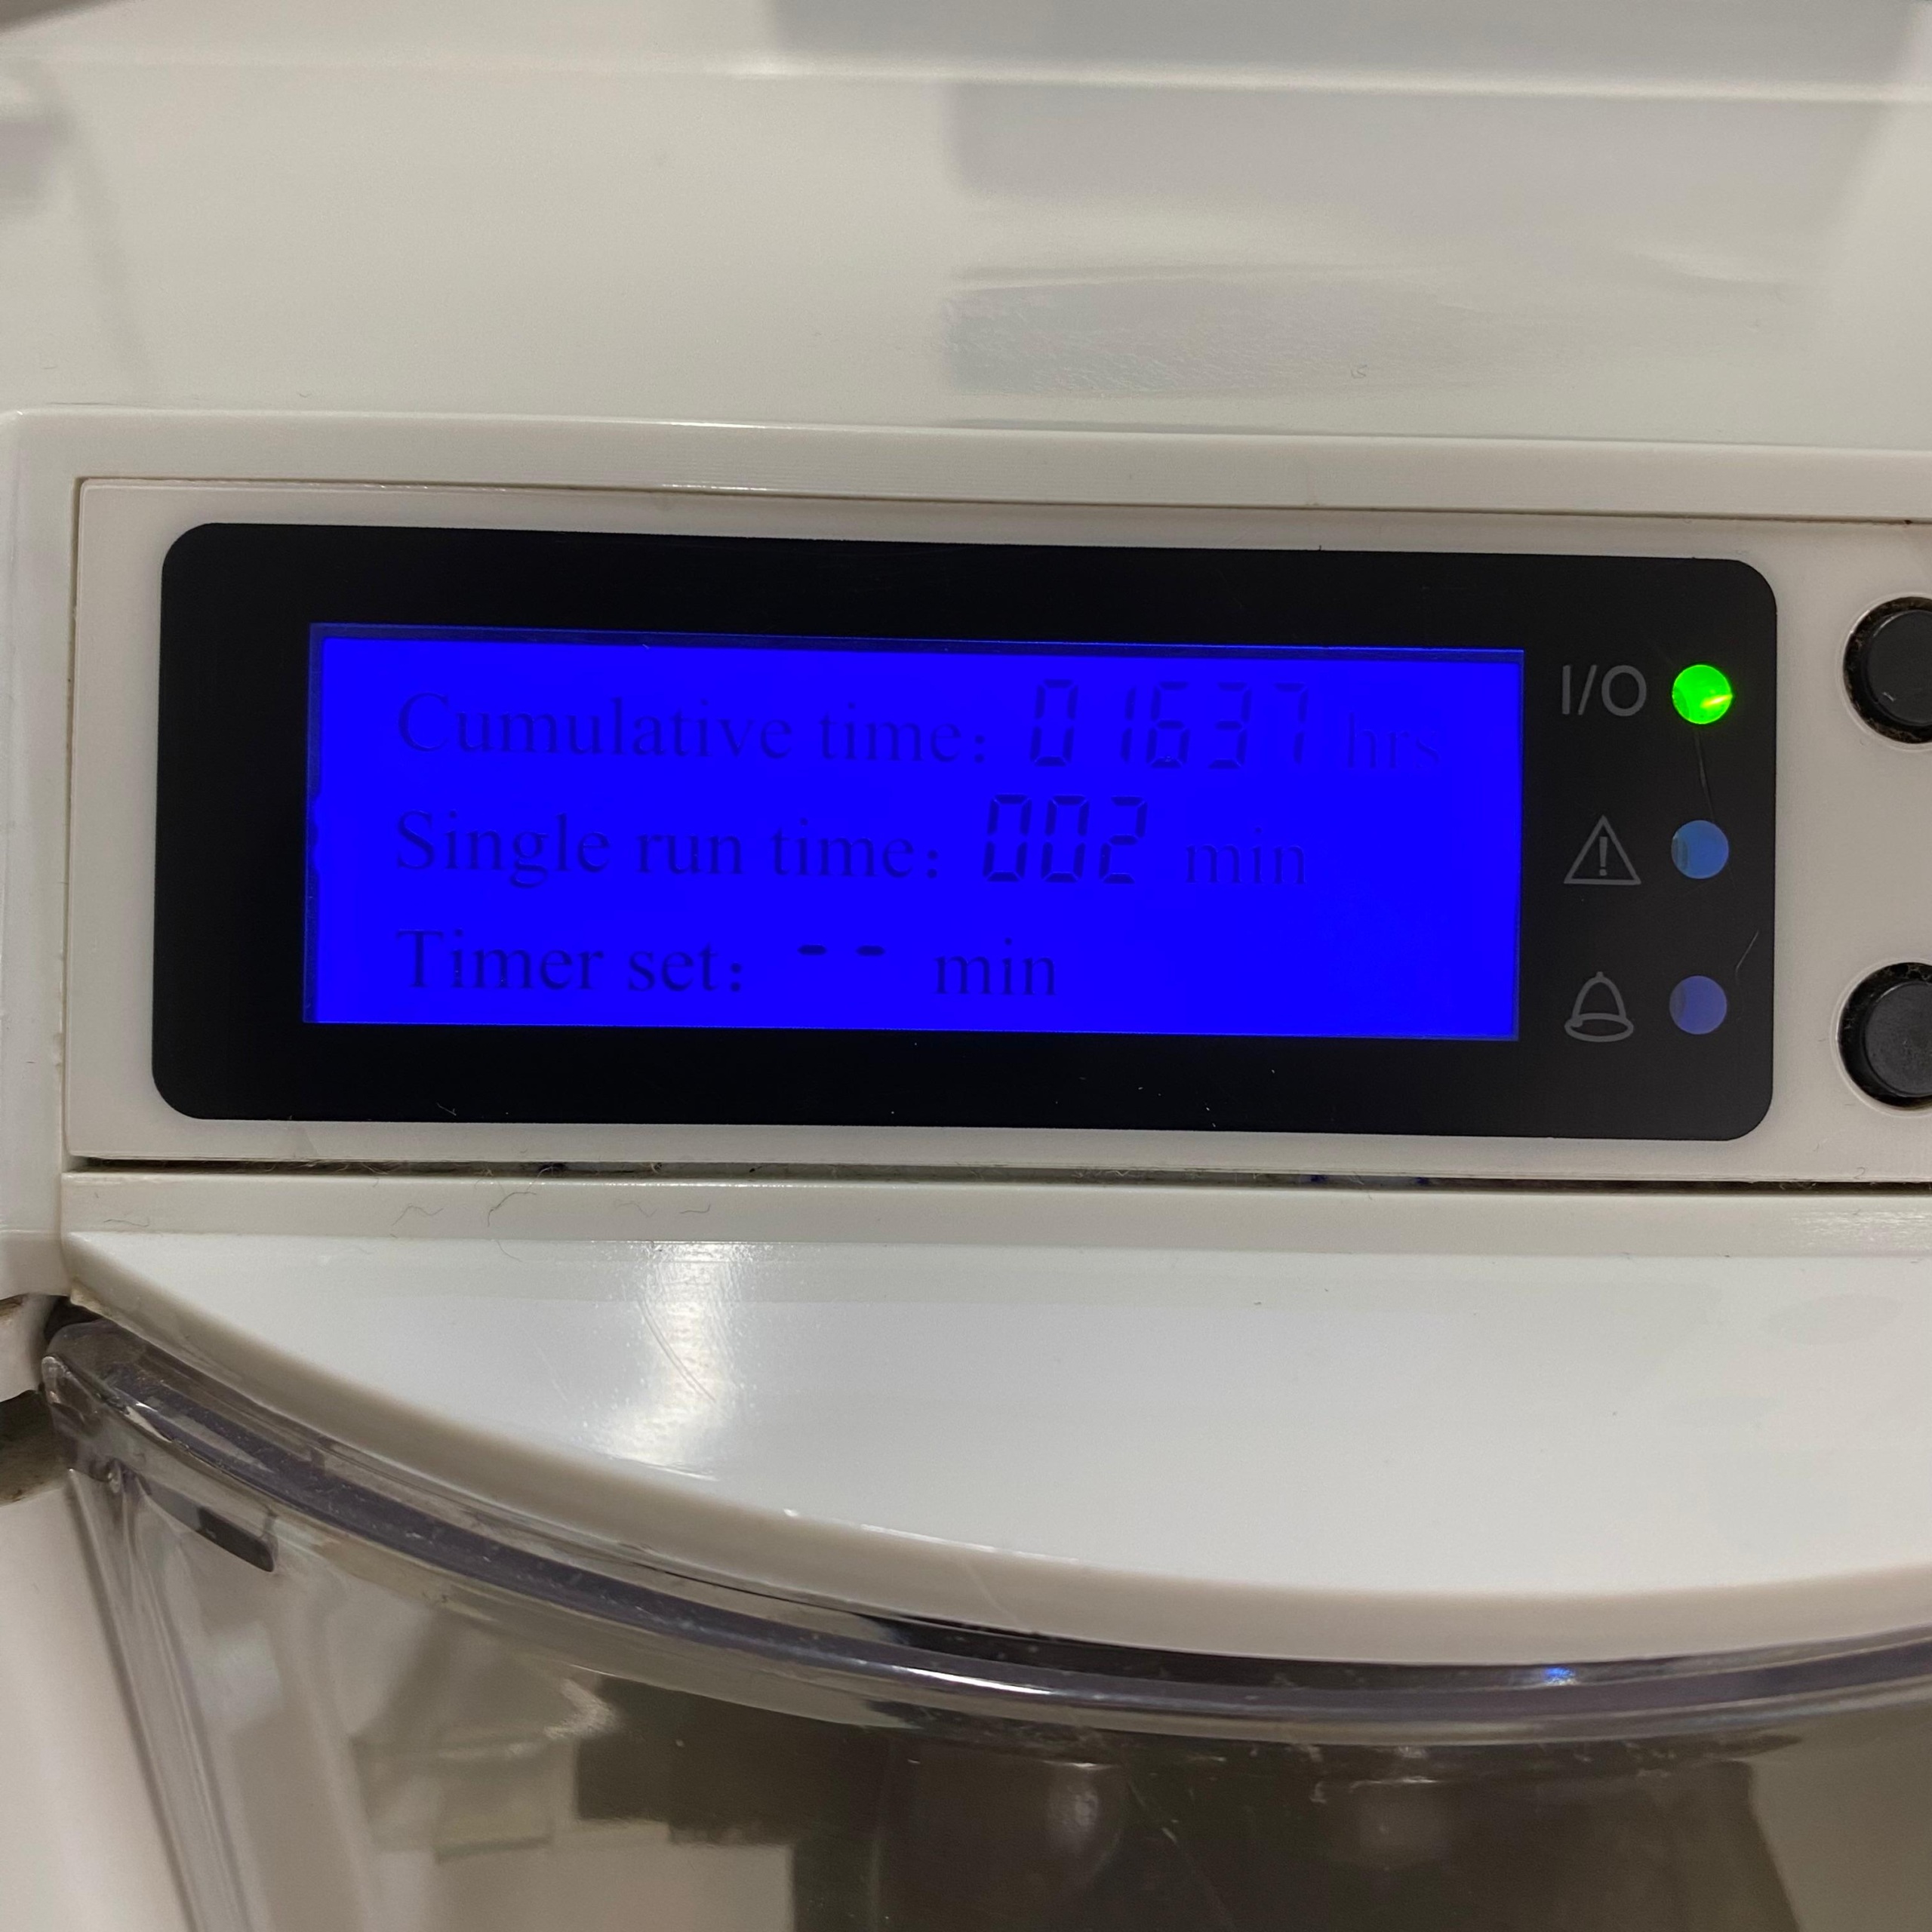 Cumulative time: 01637 hrs
Single run time: 002 min
Timer set: -- min
I/O